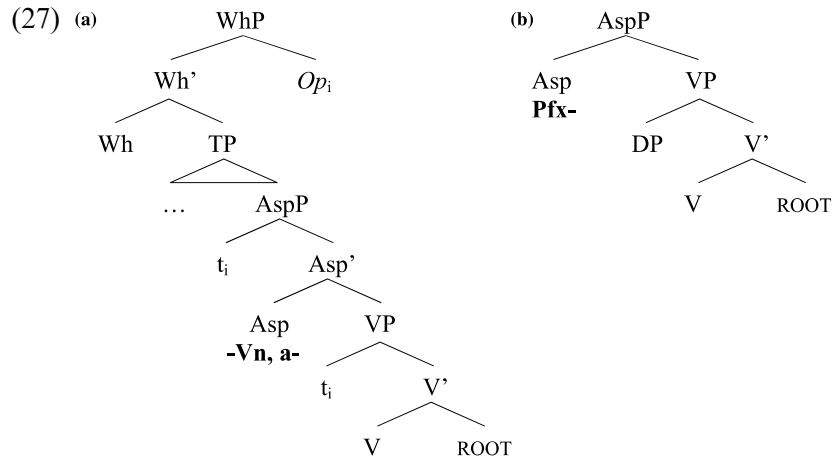 (27) (a) WhP (b) AspP
Wh’ Opi Asp VP
Pfx-
Wh TP DP V’
… AspP V ROOT
ti Asp’
Asp VP
-Vn, a-
ti V’
V ROOT